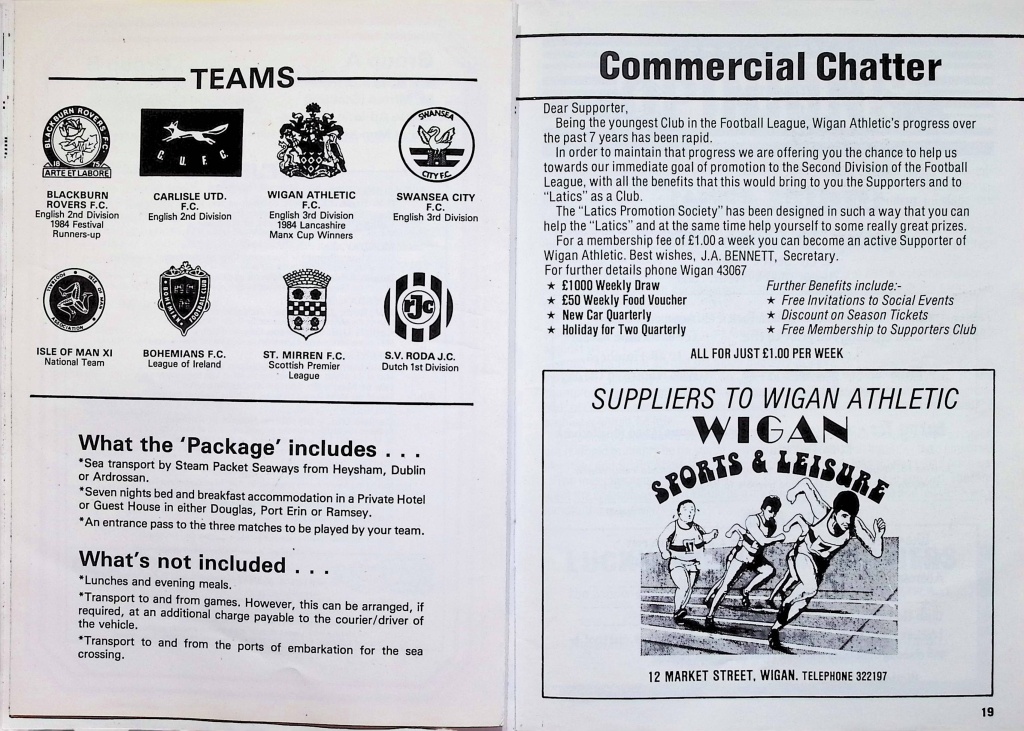 TEAMS
BLACKBURN ROVERS F.C.
18 75
ARTE ET LABORE
BLACKBURN
ROVERS F.C.
English 2nd Division
1984 Festival
Runners-up
C. U. F. C.
CARLISLE UTD.
F.C.
English 2nd Division
WIGAN ATHLETIC
F.C.
English 3rd Division
1984 Lancashire
Manx Cup Winners
SWANSEA
CITY F.C.
SWANSEA CITY
F.C.
English 3rd Division
ISLE OF MAN
FOOTBALL
ASSOCIATION
ISLE OF MAN XI
National Team
BOHEMIAN
FOOTBALL CLUB
BOHEMIANS F.C.
League of Ireland
ST. MIRREN F.C.
Scottish Premier
League
rJc
S.V. RODA J.C.
Dutch 1st Division
What the 'Package' includes . . .
*Sea transport by Steam Packet Seaways from Heysham, Dublin
or Ardrossan.
*Seven nights bed and breakfast accommodation in a Private Hotel
or Guest House in either Douglas, Port Erin or Ramsey.
*An entrance pass to the three matches to be played by your team.
What's not included . . .
*Lunches and evening meals.
*Transport to and from games. However, this can be arranged, if
required, at an additional charge payable to the courier/driver of
the vehicle.
*Transport to and from the ports of embarkation for the sea
crossing.
Commercial Chatter
Dear Supporter,
Being the youngest Club in the Football League, Wigan Athletic's progress over
the past 7 years has been rapid.
In order to maintain that progress we are offering you the chance to help us
towards our immediate goal of promotion to the Second Division of the Football
League, with all the benefits that this would bring to you the Supporters and to
"Latics" as a Club.
The "Latics Promotion Society" has been designed in such a way that you can
help the "Latics" and at the same time help yourself to some really great prizes.
For a membership fee of £1.00 a week you can become an active Supporter of
Wigan Athletic. Best wishes, J.A. BENNETT, Secretary.
For further details phone Wigan 43067
★ £1000 Weekly Draw
★ £50 Weekly Food Voucher
★ New Car Quarterly
★ Holiday for Two Quarterly
Further Benefits include:-
★ Free Invitations to Social Events
★ Discount on Season Tickets
★ Free Membership to Supporters Club
ALL FOR JUST £1.00 PER WEEK
SUPPLIERS TO WIGAN ATHLETIC
WIGAN
SPORTS & LEISURE
7
12 MARKET STREET, WIGAN. TELEPHONE 322197
19